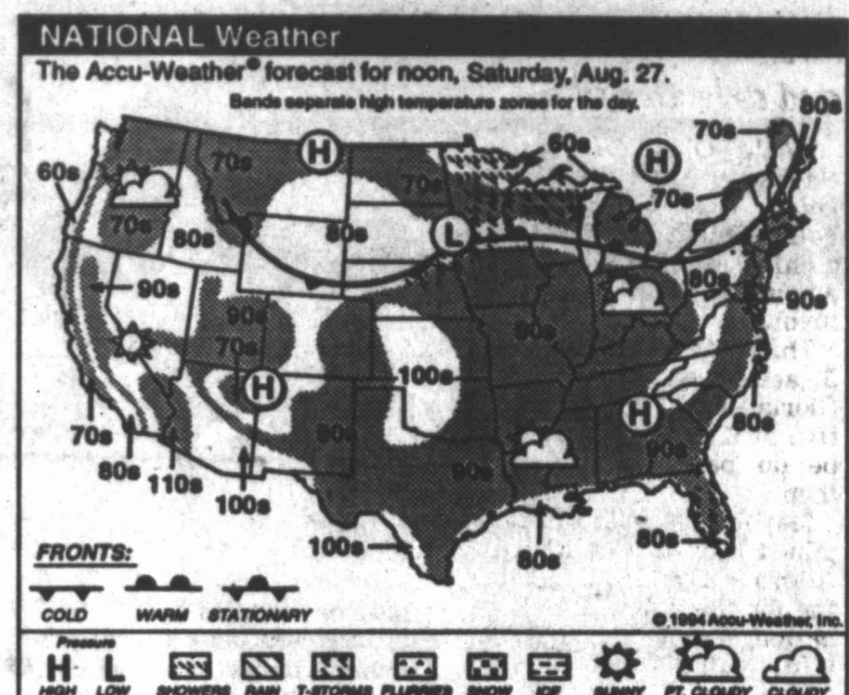 NATIONAL Weather
The Accu-Weather® forecast for noon, Saturday, Aug. 27.
Bands separate high temperature zones for the day.
70s
80s
60s
H
60s
H
70s
70s
70s
70s
80s
80s
L
80s
90s
90s
90s
90s
70s
100s
H
H
80s
70s
80s
110s
100s
90s
90s
90s
100s
80s
80s
FRONTS:
COLD WARM STATIONARY
© 1994 Accu-Weather, Inc.
Pressure
H L
HIGH LOW SHOWERS RAIN T-STORMS FLURRIES SNOW ICE SUNNY PT. CLOUDY CLOUDY